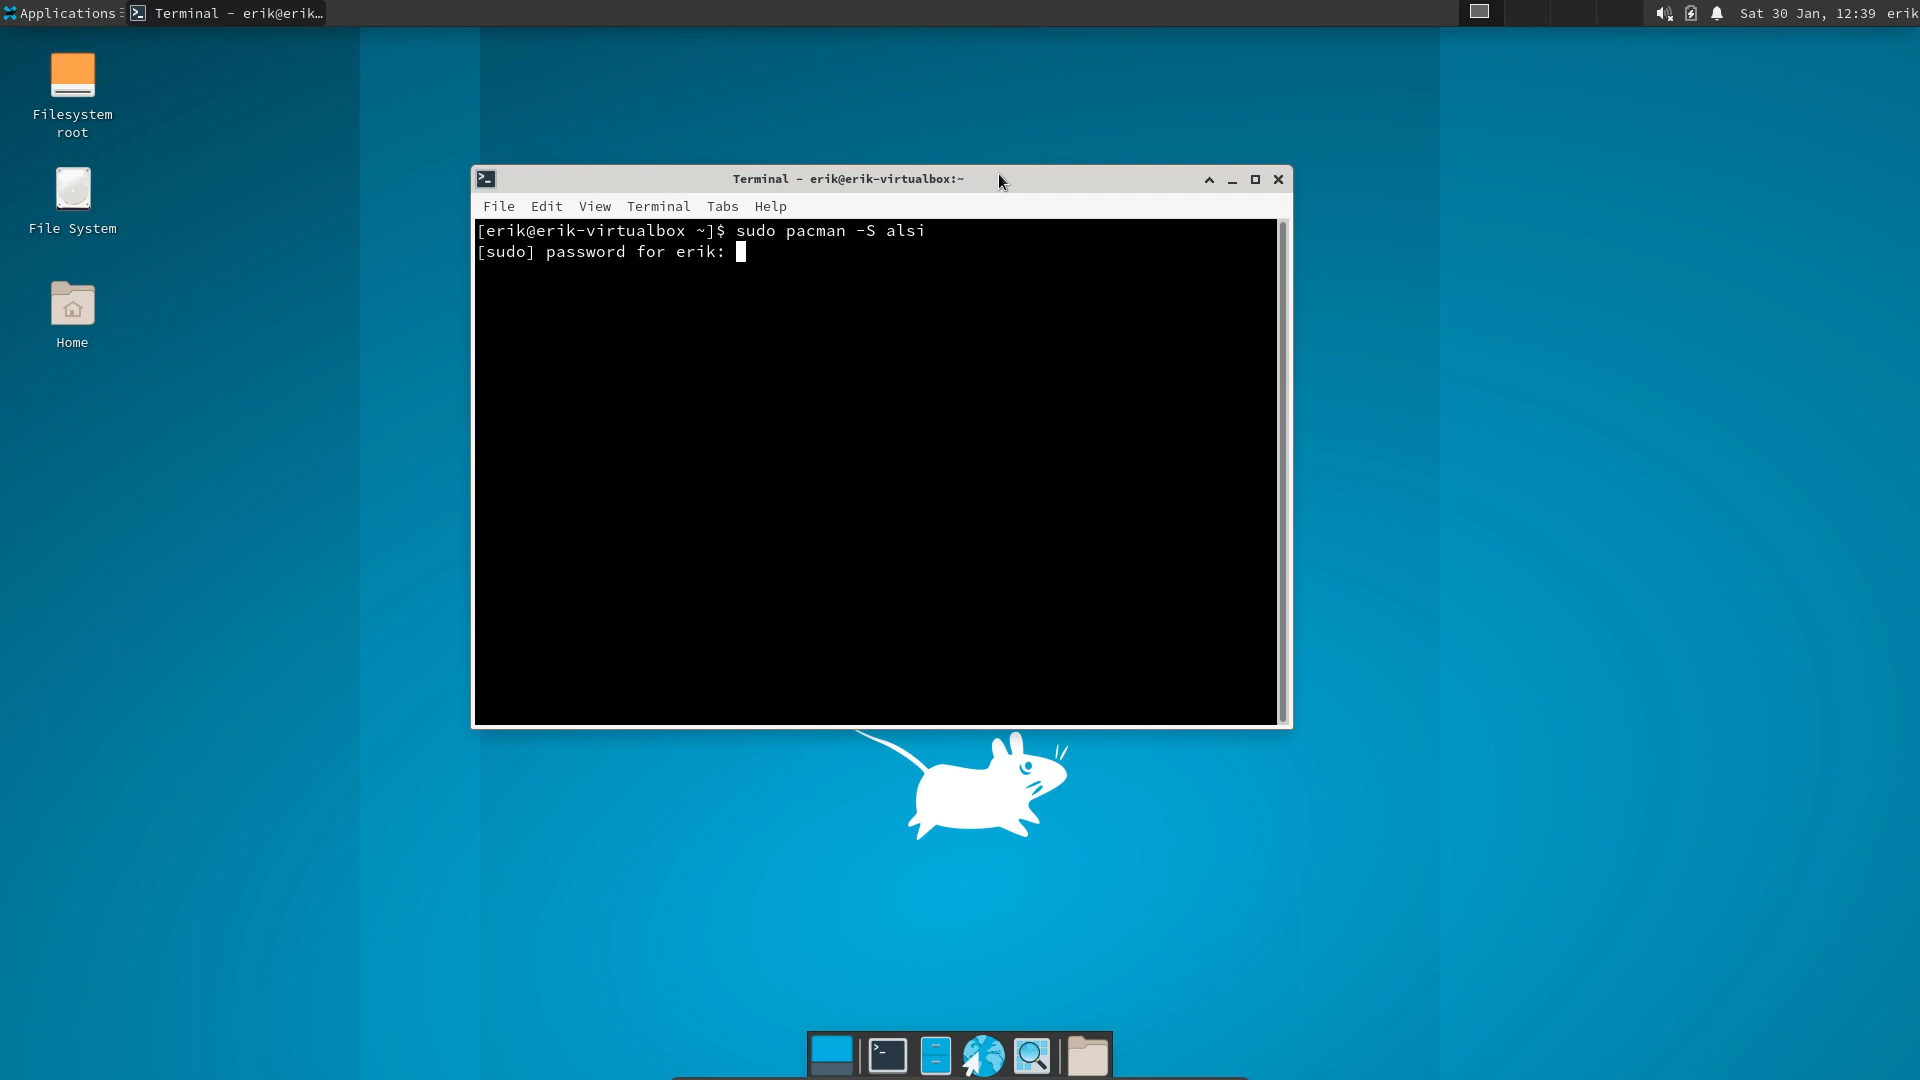 Applications
Terminal - erik@erik…
Sat 30 Jan, 12:39
erik
Filesystem
root
File System
Home
Terminal - erik@erik-virtualbox:~
File Edit View Terminal Tabs Help
[erik@erik-virtualbox ~]$ sudo pacman -S alsi
[sudo] password for erik: